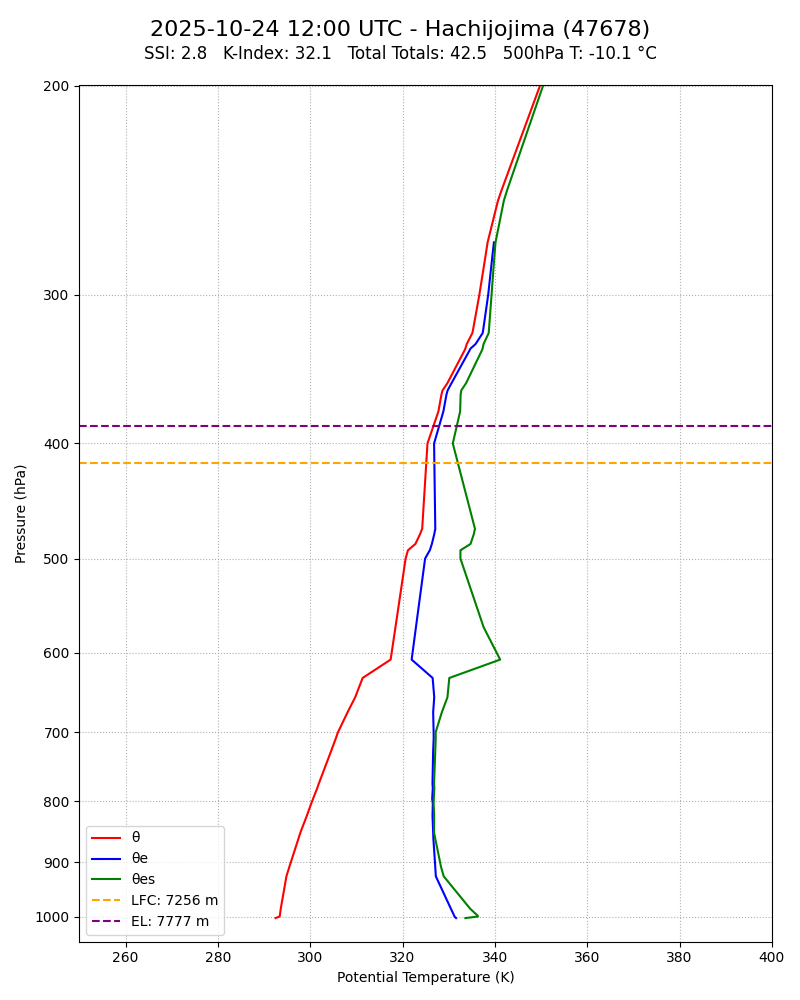 2025-10-24 12:00 UTC - Hachijojima (47678)
SSI: 2.8   K-Index: 32.1   Total Totals: 42.5   500hPa T: -10.1 °C
200
300
400
500
600
700
800
900
1000
Pressure (hPa)
θ
θe
θes
LFC: 7256 m
EL: 7777 m
260 280 300 320 340 360 380 400
Potential Temperature (K)